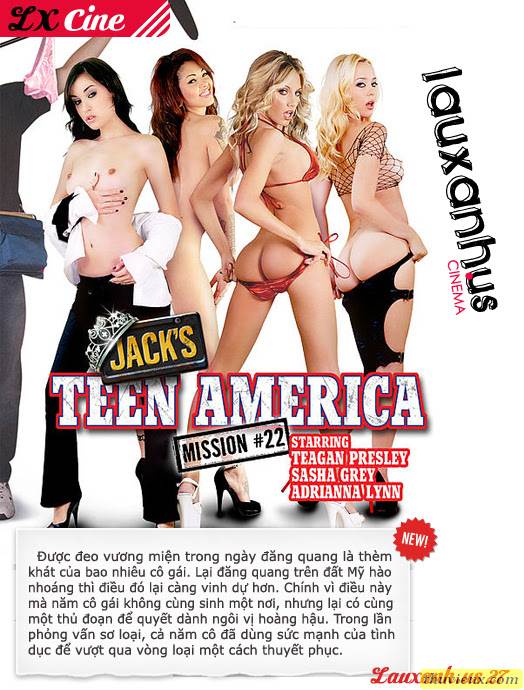 LX Cine
lauxanhus
CINEMA
JACK'S
TEEN AMERICA
MISSION #22
STARRING
TEAGAN PRESLEY
SASHA GREY
ADRIANNA LYNN
NEW!
Được đeo vương miện trong ngày đăng quang là thèm
khát của bao nhiêu cô gái. Lại đăng quang trên đất Mỹ hào
nhoáng thì điều đó lại càng vinh dự hơn. Chính vì điều này
mà năm cô gái không cùng sinh một nơi, nhưng lại có cùng
một thủ đoạn để quyết dành ngôi vị hoàng hậu. Trong lần
phỏng vấn sơ loại, cả năm cô đã dùng sức mạnh của tình
dục để vượt qua vòng loại một cách thuyết phục.